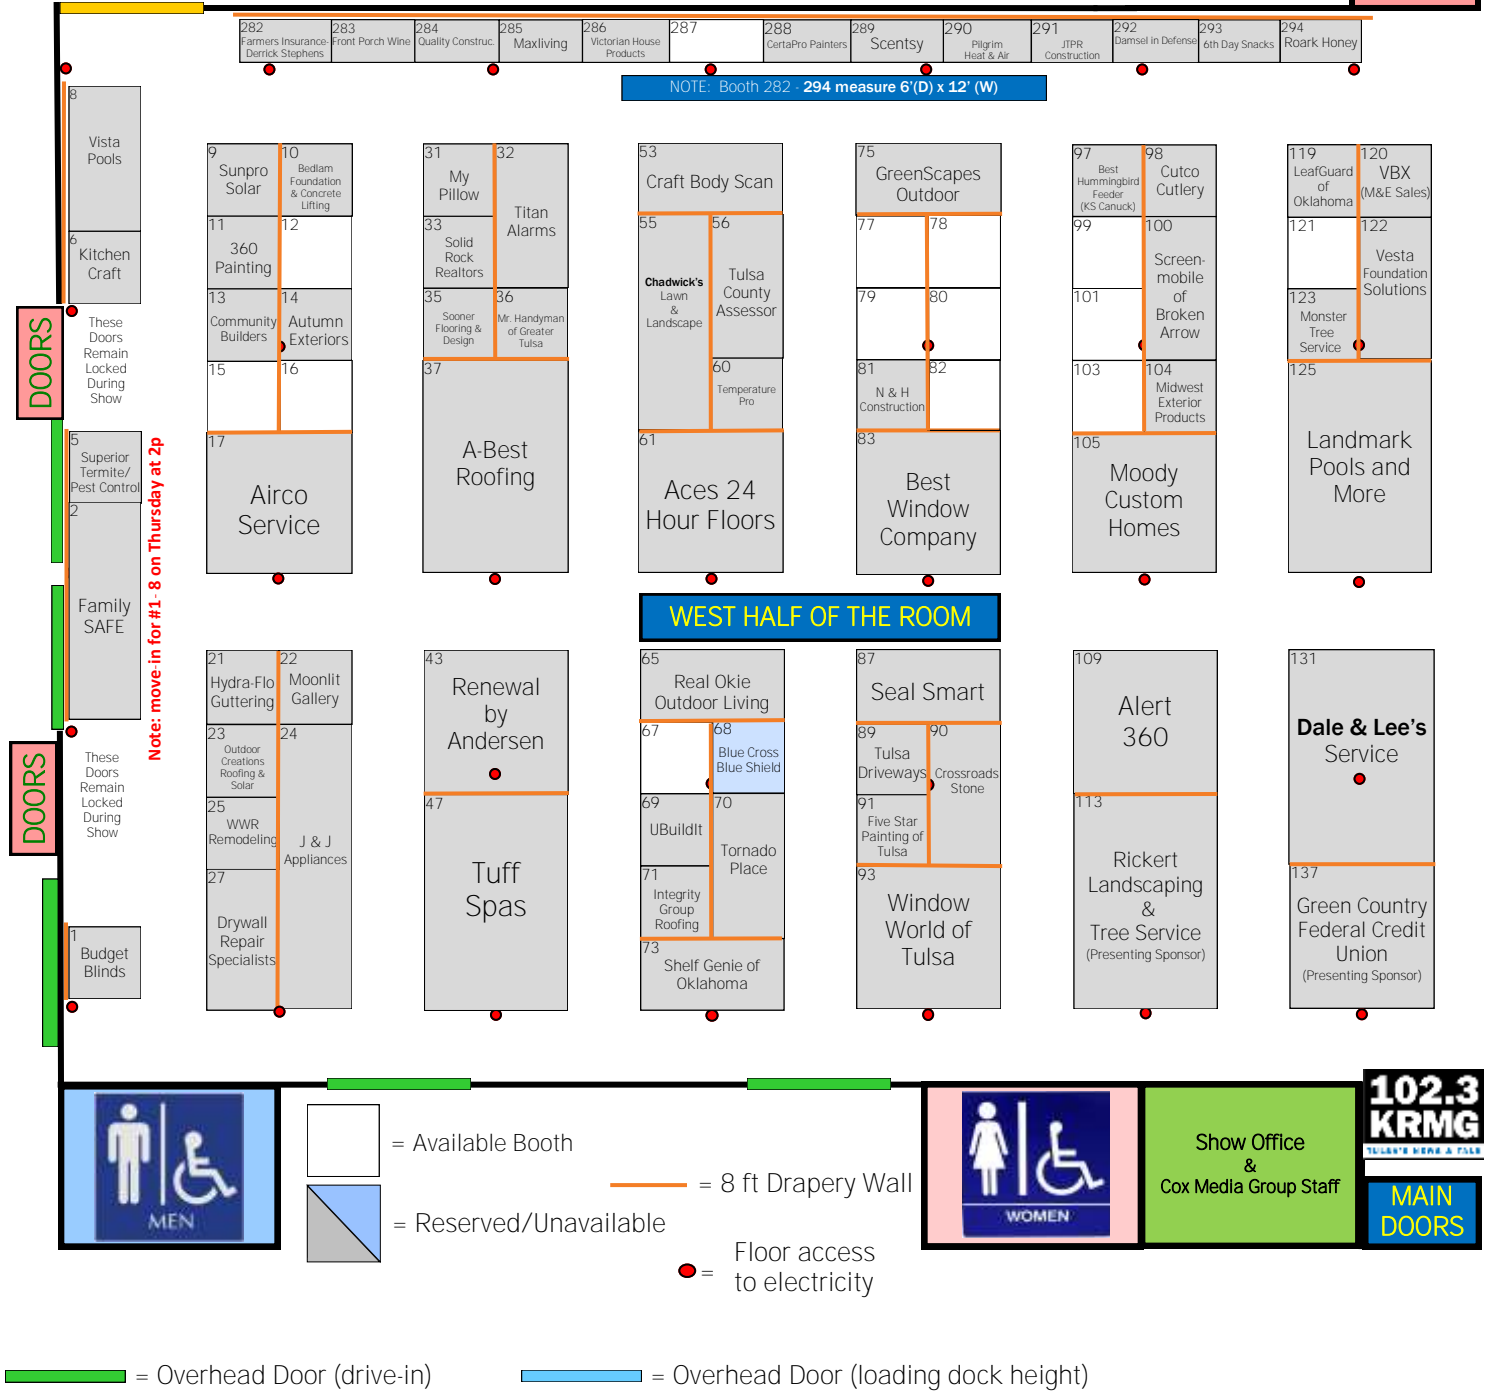 282
Farmers Insurance-
Derrick Stephens
283
Front Porch Wine
284
Quality Construc.
285
Maxliving
286
Victorian House
Products
287
288
CertaPro Painters
289
Scentsy
290
Pilgrim
Heat & Air
291
JTPR
Construction
292
Damsel in Defense
293
6th Day Snacks
294
Roark Honey
NOTE: Booth 282 - 294 measure 6'(D) x 12' (W)
8
Vista
Pools
6
Kitchen
Craft
DOORS
These
Doors
Remain
Locked
During
Show
5
Superior
Termite/
Pest Control
2
Family
SAFE
Note: move-in for #1- 8 on Thursday at 2p
DOORS
These
Doors
Remain
Locked
During
Show
1
Budget
Blinds
9
Sunpro
Solar
10
Bedlam
Foundation
& Concrete
Lifting
11
360
Painting
12
13
Community
Builders
14
Autumn
Exteriors
15
16
17
Airco
Service
31
My
Pillow
32
Titan
Alarms
33
Solid
Rock
Realtors
35
Sooner
Flooring &
Design
36
Mr. Handyman
of Greater
Tulsa
37
A-Best
Roofing
53
Craft Body Scan
55
Chadwick's
Lawn
&
Landscape
56
Tulsa
County
Assessor
60
Temperature
Pro
61
Aces 24
Hour Floors
75
GreenScapes
Outdoor
77
78
79
80
81
N & H
Construction
82
83
Best
Window
Company
97
Best
Hummingbird
Feeder
(KS Canuck)
98
Cutco
Cutlery
99
100
Screen-
mobile
of
Broken
Arrow
101
103
104
Midwest
Exterior
Products
105
Moody
Custom
Homes
119
LeafGuard
of
Oklahoma
120
VBX
(M&E Sales)
121
122
Vesta
Foundation
Solutions
123
Monster
Tree
Service
125
Landmark
Pools and
More
WEST HALF OF THE ROOM
21
Hydra-Flo
Guttering
22
Moonlit
Gallery
23
Outdoor
Creations
Roofing &
Solar
24
J & J
Appliances
25
WWR
Remodeling
27
Drywall
Repair
Specialists
43
Renewal
by
Andersen
47
Tuff
Spas
65
Real Okie
Outdoor Living
67
68
Blue Cross
Blue Shield
69
UBuildIt
70
Tornado
Place
71
Integrity
Group
Roofing
73
Shelf Genie of
Oklahoma
87
Seal Smart
89
Tulsa
Driveways
90
Crossroads
Stone
91
Five Star
Painting of
Tulsa
93
Window
World of
Tulsa
109
Alert
360
113
Rickert
Landscaping
&
Tree Service
(Presenting Sponsor)
131
Dale & Lee's
Service
137
Green Country
Federal Credit
Union
(Presenting Sponsor)
MEN
= Available Booth
= Reserved/Unavailable
= 8 ft Drapery Wall
= Floor access
to electricity
WOMEN
Show Office
&
Cox Media Group Staff
102.3
KRMG
TULSA'S NEWS & TALK
MAIN
DOORS
= Overhead Door (drive-in)
= Overhead Door (loading dock height)